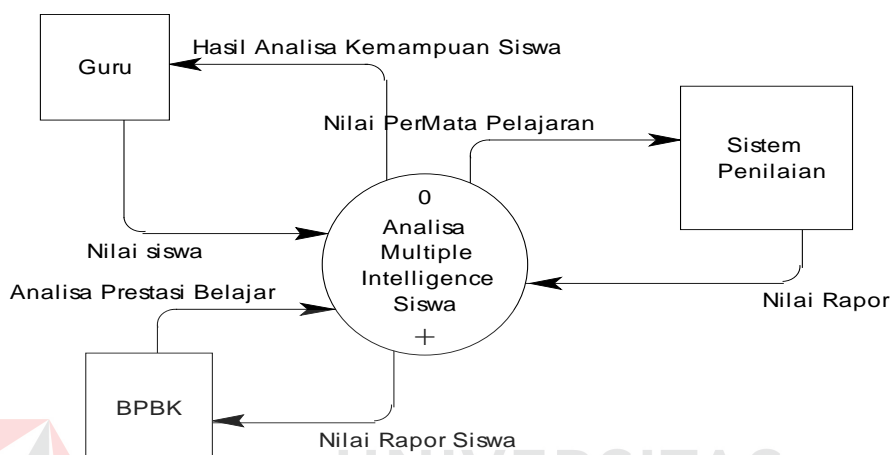 Hasil Analisa Kemampuan Siswa
Guru
Nilai PerMata Pelajaran
Sistem
Penilaian
0
Analisa
Multiple
Intelligence
Siswa
+
Nilai siswa
Analisa Prestasi Belajar
Nilai Rapor
BPBK
Nilai Rapor Siswa
UNIVERSITAS